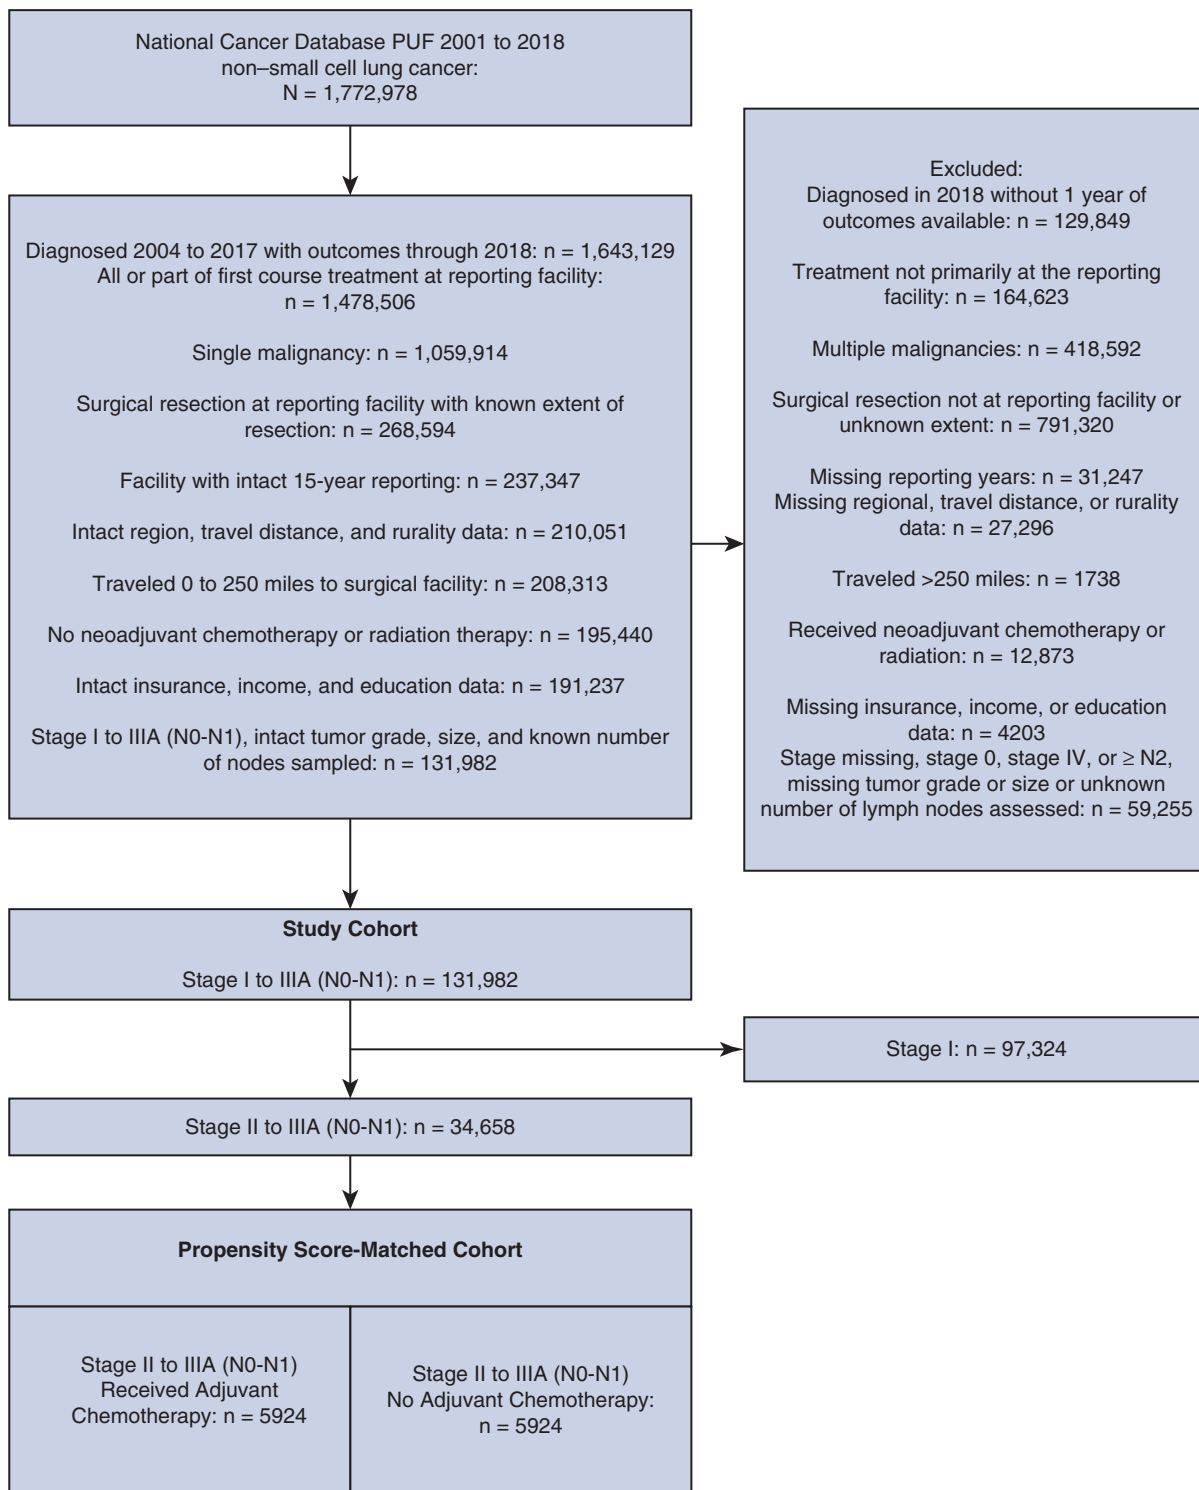 National Cancer Database PUF 2001 to 2018
non–small cell lung cancer:
N = 1,772,978
Diagnosed 2004 to 2017 with outcomes through 2018: n = 1,643,129
All or part of first course treatment at reporting facility:
n = 1,478,506
Single malignancy: n = 1,059,914
Surgical resection at reporting facility with known extent of
resection: n = 268,594
Facility with intact 15-year reporting: n = 237,347
Intact region, travel distance, and rurality data: n = 210,051
Traveled 0 to 250 miles to surgical facility: n = 208,313
No neoadjuvant chemotherapy or radiation therapy: n = 195,440
Intact insurance, income, and education data: n = 191,237
Stage I to IIIA (N0-N1), intact tumor grade, size, and known number
of nodes sampled: n = 131,982
Excluded:
Diagnosed in 2018 without 1 year of
outcomes available: n = 129,849
Treatment not primarily at the reporting
facility: n = 164,623
Multiple malignancies: n = 418,592
Surgical resection not at reporting facility or
unknown extent: n = 791,320
Missing reporting years: n = 31,247
Missing regional, travel distance, or rurality
data: n = 27,296
Traveled >250 miles: n = 1738
Received neoadjuvant chemotherapy or
radiation: n = 12,873
Missing insurance, income, or education
data: n = 4203
Stage missing, stage 0, stage IV, or ≥ N2,
missing tumor grade or size or unknown
number of lymph nodes assessed: n = 59,255
Study Cohort
Stage I to IIIA (N0-N1): n = 131,982
Stage I: n = 97,324
Stage II to IIIA (N0-N1): n = 34,658
Propensity Score-Matched Cohort
Stage II to IIIA (N0-N1)
Received Adjuvant
Chemotherapy: n = 5924
Stage II to IIIA (N0-N1)
No Adjuvant Chemotherapy:
n = 5924